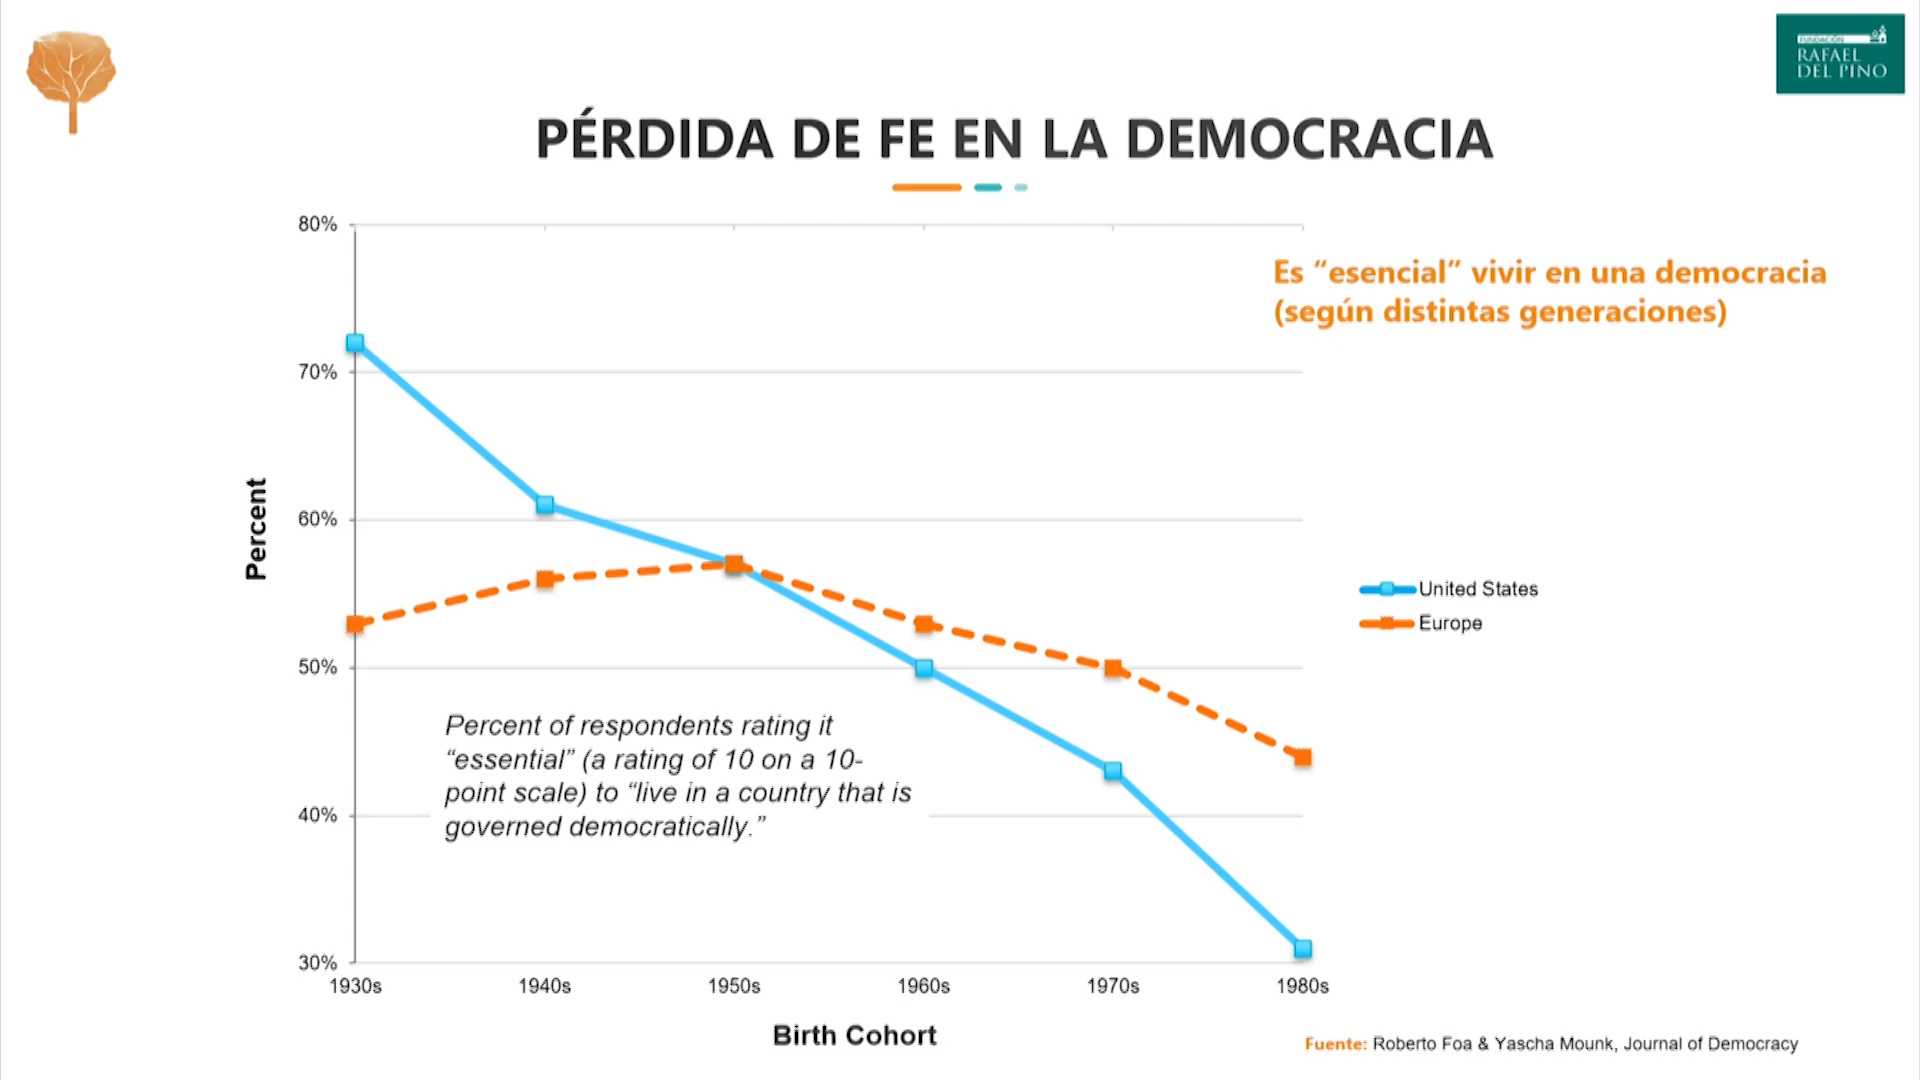 FUNDACIÓN
RAFAEL
DEL PINO
PÉRDIDA DE FE EN LA DEMOCRACIA
Es “esencial” vivir en una democracia
(según distintas generaciones)
80%
70%
60%
50%
40%
30%
Percent
Percent of respondents rating it
“essential” (a rating of 10 on a 10-
point scale) to “live in a country that is
governed democratically.”
United States
Europe
1930s 1940s 1950s 1960s 1970s 1980s
Birth Cohort
Fuente: Roberto Foa & Yascha Mounk, Journal of Democracy